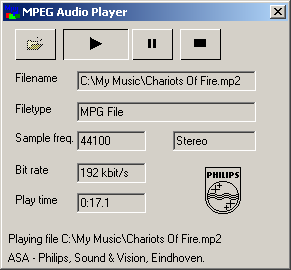 MPEG Audio Player
Filename C:\My Music\Chariots Of Fire.mp2
Filetype MPG File
Sample freq. 44100 Stereo
Bit rate 192 kbit/s
Play time 0:17.1
PHILIPS
Playing file C:\My Music\Chariots Of Fire.mp2
ASA - Philips, Sound & Vision, Eindhoven.